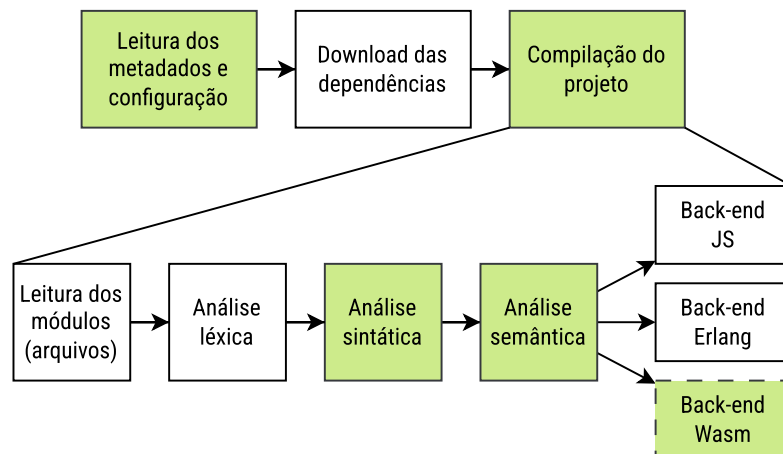 Leitura dos
metadados e
configuração
Download das
dependências
Compilação do
projeto
Leitura dos
módulos
(arquivos)
Análise
léxica
Análise
sintática
Análise
semântica
Back-end
JS
Back-end
Erlang
Back-end
Wasm